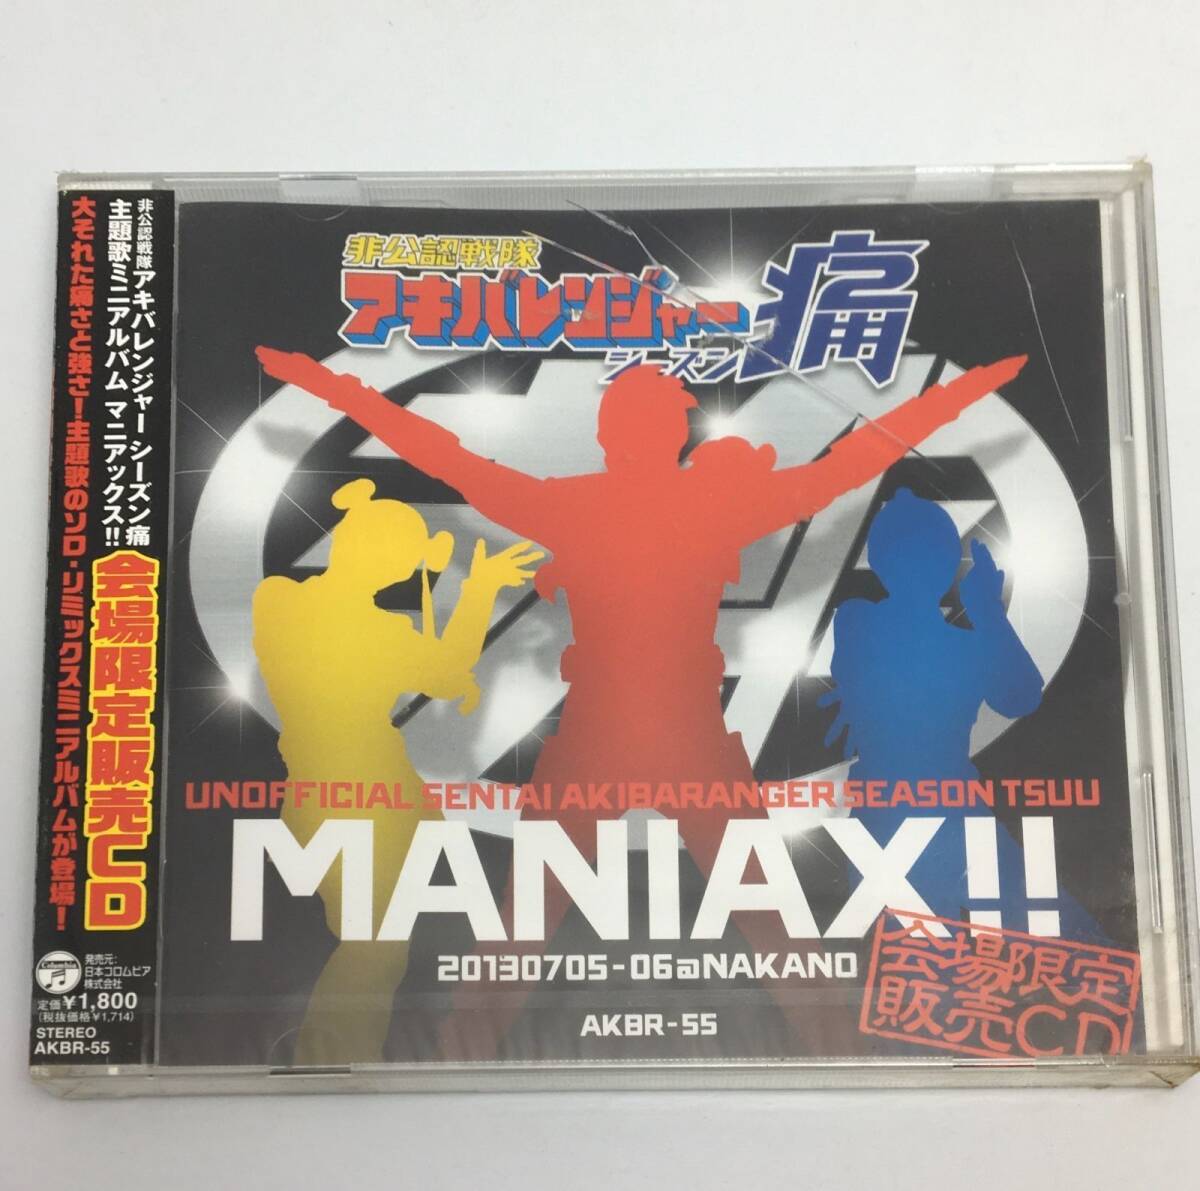 非公認戦隊アキバレンジャー シーズン痛
主題歌ミニアルバム マニアックス!!
会場限定販売CD
大それた痛さと強さ!主題歌のソロ・リミックスミニアルバムが登場!
Columbia
発売元:
日本コロムビア
株式会社
定価¥1,800
(税抜価格¥1,714)
STEREO
AKBR-55
非公認戦隊
アキバレンジャー
シーズン痛
UNOFFICIAL SENTAI AKIBARANGER SEASON TSUU
MANIAX!!
20130705-06@NAKANO
AKBR-55
会場限定
販売CD